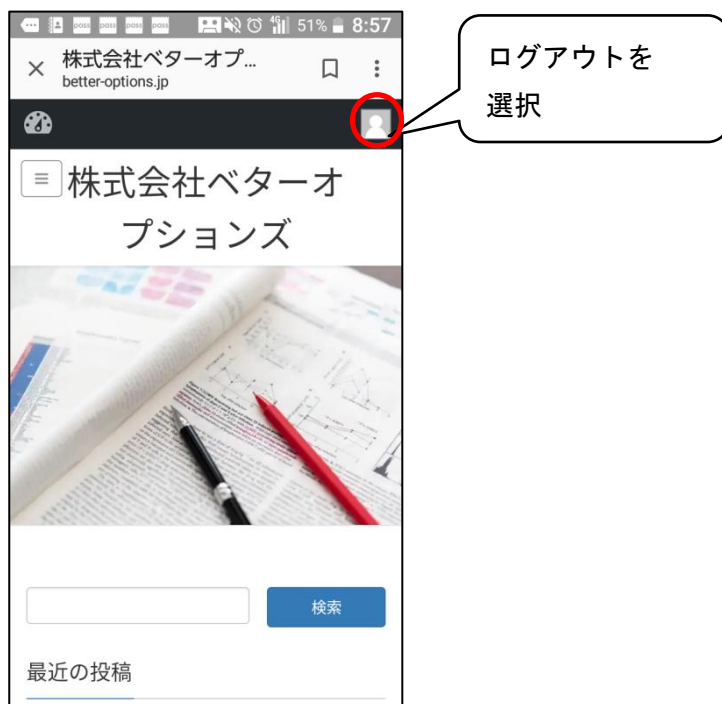 51% 8:57
株式会社ベターオプ...
better-options.jp
ログアウトを
選択
株式会社ベターオ
プションズ
検索
最近の投稿